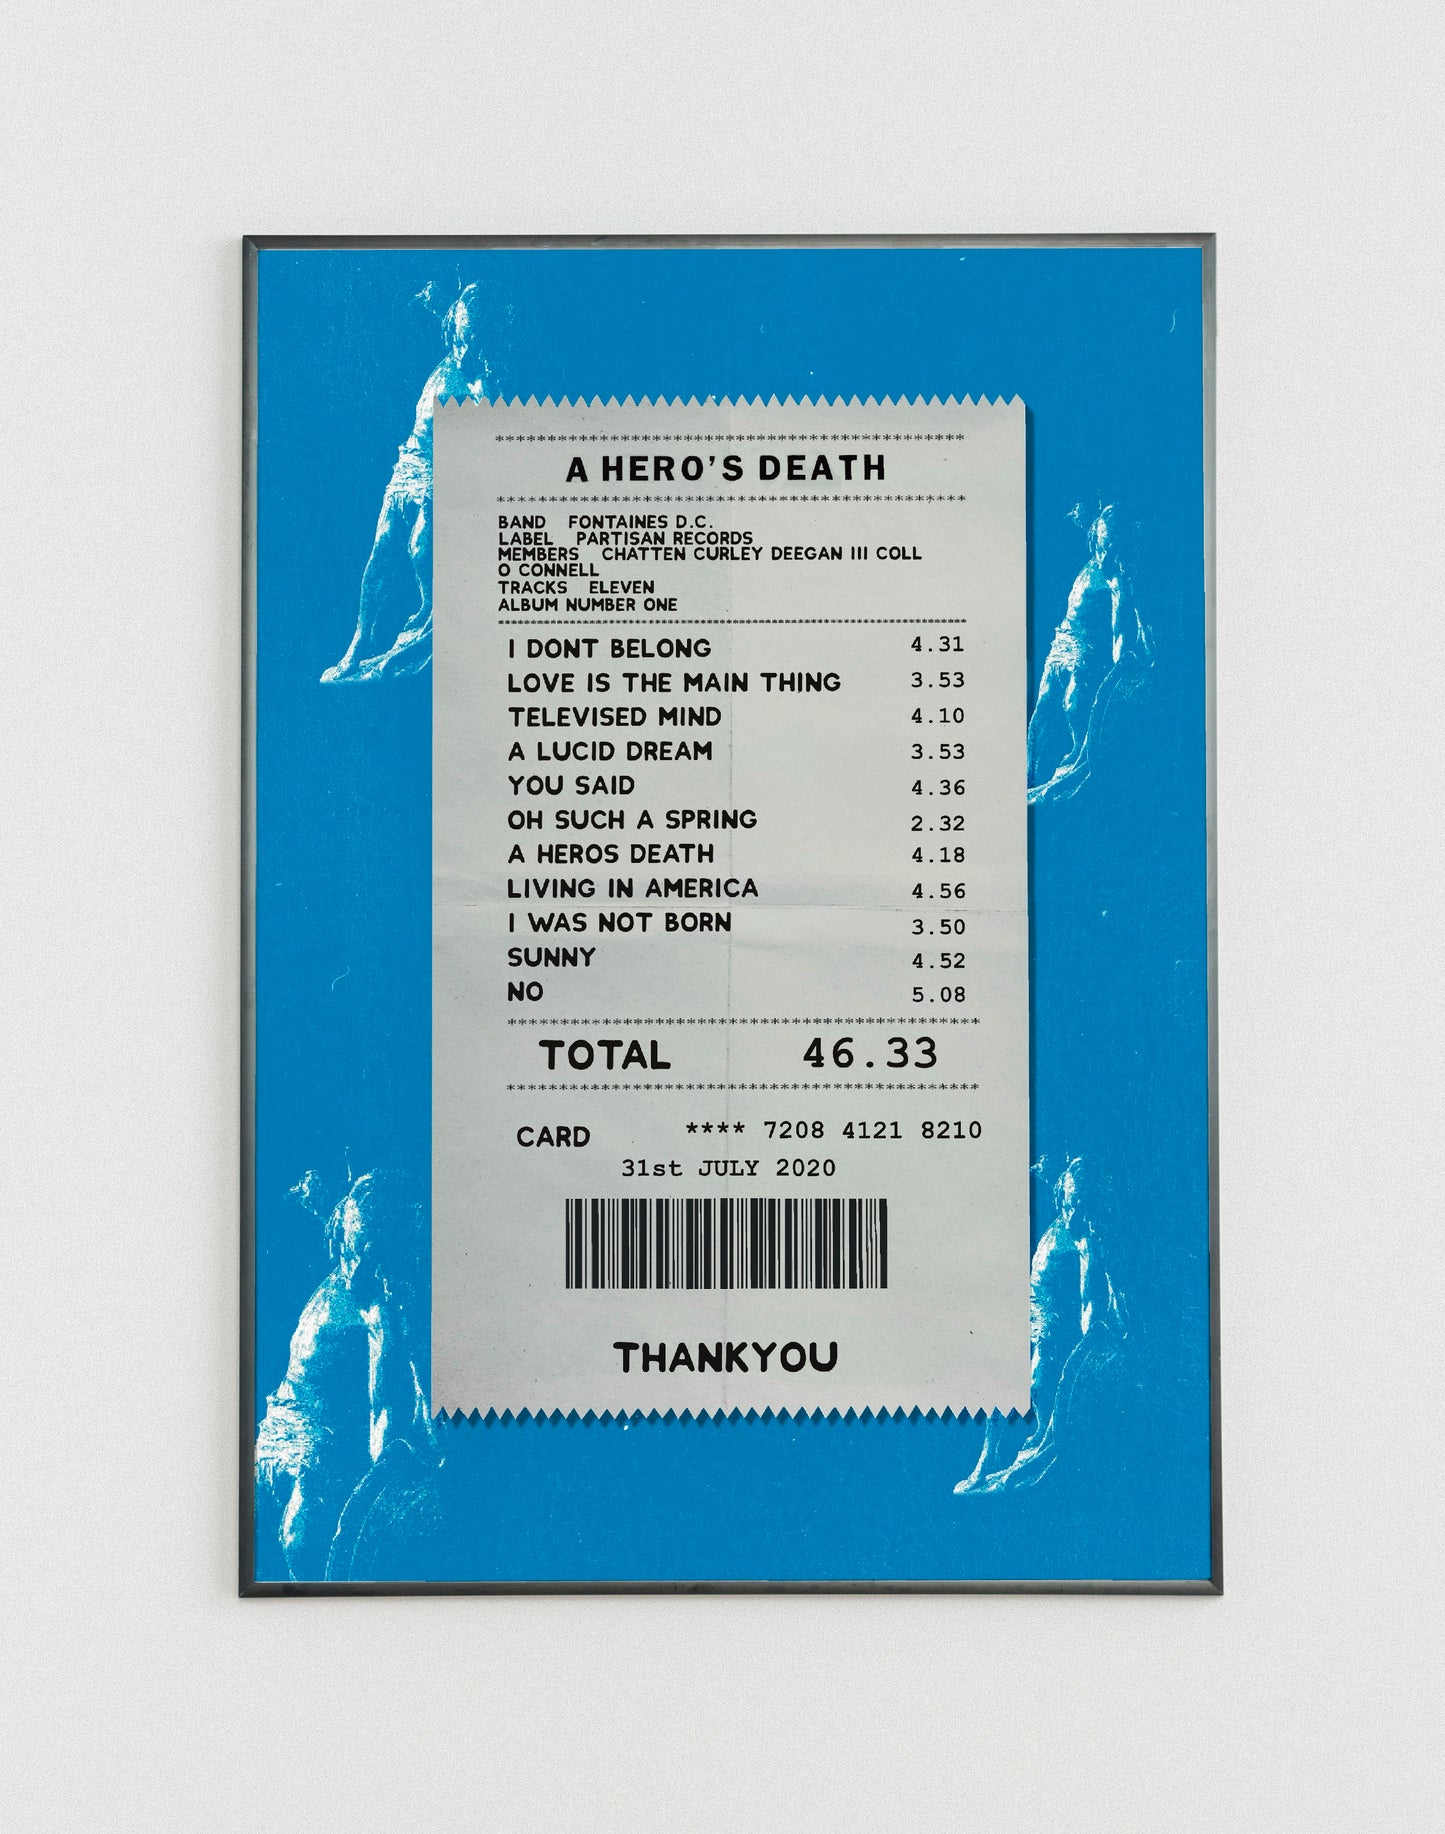 *********************************************
A HERO'S DEATH
*********************************************
BAND FONTAINES D.C.
LABEL PARTISAN RECORDS
MEMBERS CHATTEN CURLEY DEEGAN III COLL
O CONNELL
TRACKS ELEVEN
ALBUM NUMBER ONE
*********************************************
I DONT BELONG 4.31
LOVE IS THE MAIN THING 3.53
TELEVISED MIND 4.10
A LUCID DREAM 3.53
YOU SAID 4.36
OH SUCH A SPRING 2.32
A HEROS DEATH 4.18
LIVING IN AMERICA 4.56
I WAS NOT BORN 3.50
SUNNY 4.52
NO 5.08
*********************************************
TOTAL 46.33
*********************************************
CARD **** 7208 4121 8210
31st JULY 2020
THANKYOU